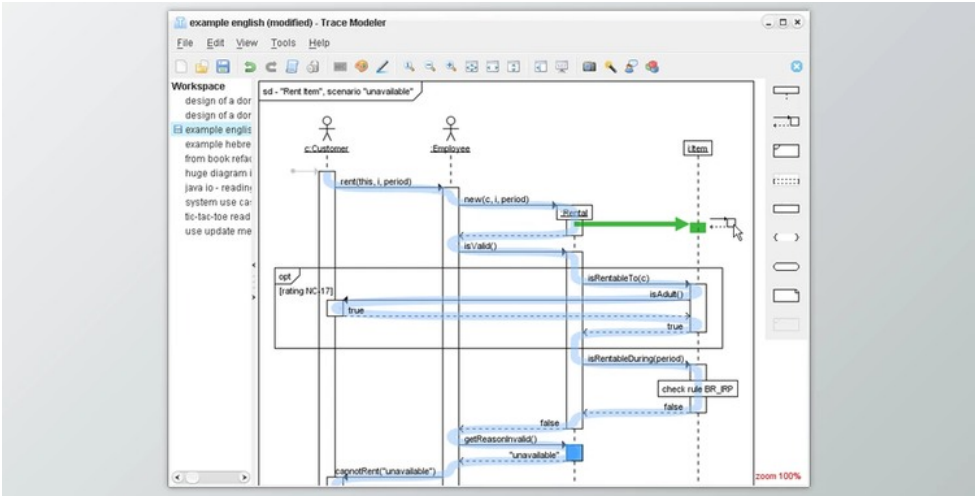 example english (modified) - Trace Modeler
File Edit View Tools Help
Workspace
design of a dor
design of a dor
example englis
example hebre
from book refac
huge diagram i
java io - reading
system use cas
tic-tac-toe read
use update me
sd - "Rent Item", scenario "unavailable"
c:Customer
:Employee
i:Item
rent(this, i, period)
new(c, i, period)
:Rental
isValid()
opt
[rating NC-17]
isRentableTo(c)
isAdult()
true
true
isRentableDuring(period)
check rule BR_IRP
false
false
getReasonInvalid()
"unavailable"
cannotRent("unavailable")
zoom 100%